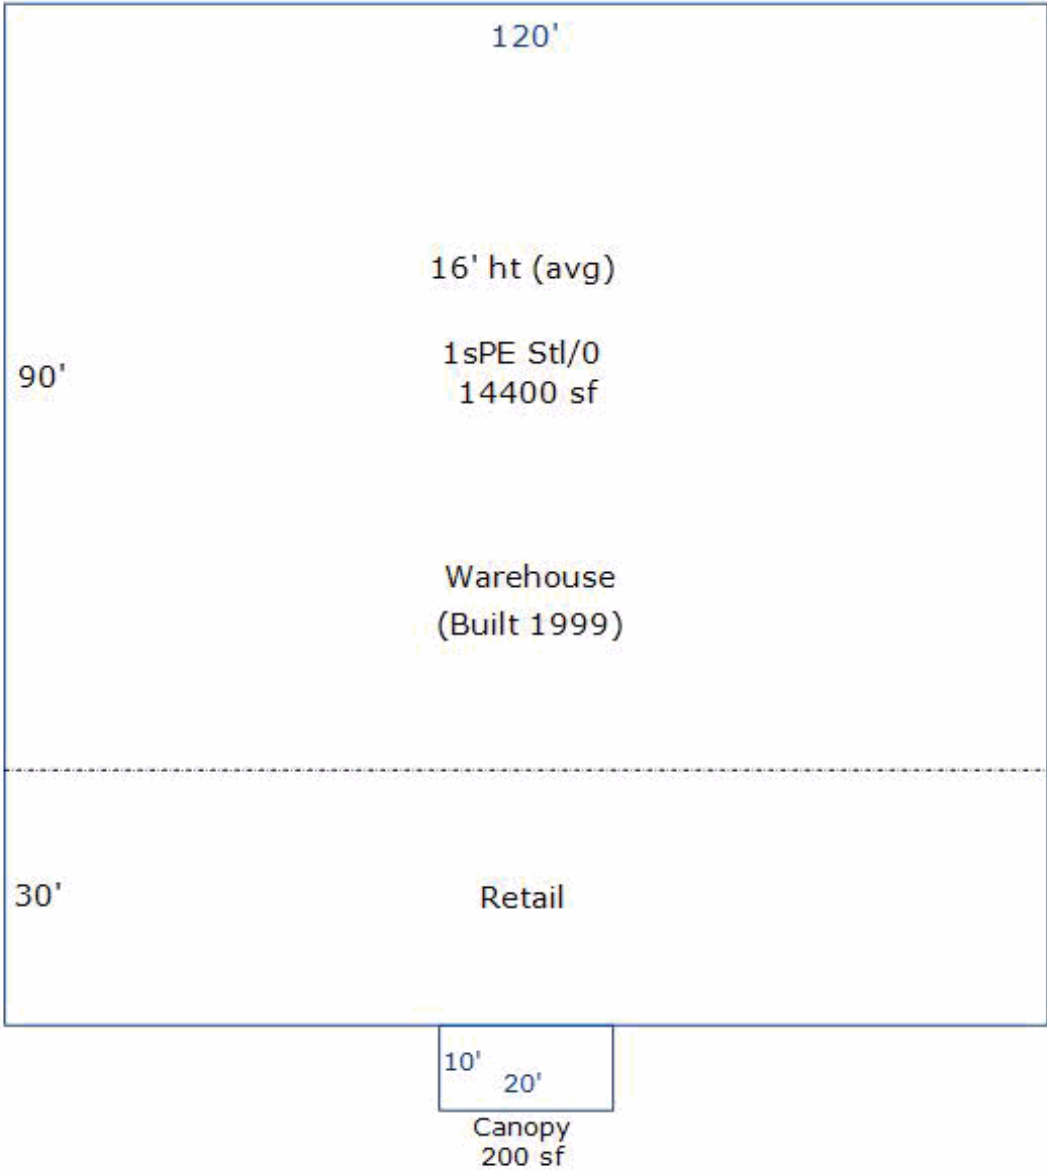 120'
16' ht (avg)
1sPE Stl/0
14400 sf
90'
Warehouse
(Built 1999)
30'
Retail
10'
20'
Canopy
200 sf